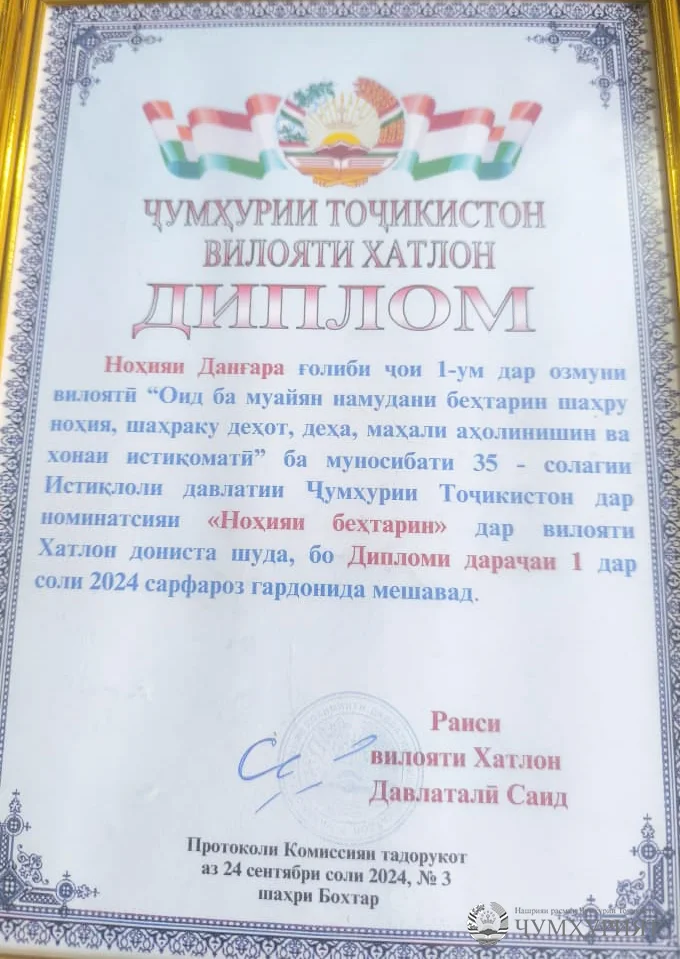 ҶУМҲУРИИ ТОҶИКИСТОН
ВИЛОЯТИ ХАТЛОН
ДИПЛОМ
Ноҳияи Данғара ғолиби ҷои 1-ум дар озмуни
вилоятӣ “Оид ба муайян намудани беҳтарин шаҳру
ноҳия, шаҳраку деҳот, деҳа, маҳали аҳолинишин ва
хонаи истиқоматӣ” ба муносибати 35 - солагии
Истиқлоли давлатии Ҷумҳурии Тоҷикистон дар
номинатсияи «Ноҳияи беҳтарин» дар вилояти
Хатлон дониста шуда, бо Дипломи дараҷаи 1 дар
соли 2024 сарфароз гардонида мешавад.
Раиси
вилояти Хатлон
Давлаталӣ Саид
Протоколи Комиссияи тадорукот
аз 24 сентябри соли 2024, № 3
шаҳри Бохтар
Нашрияи
ҶУМҲУРИЯТ